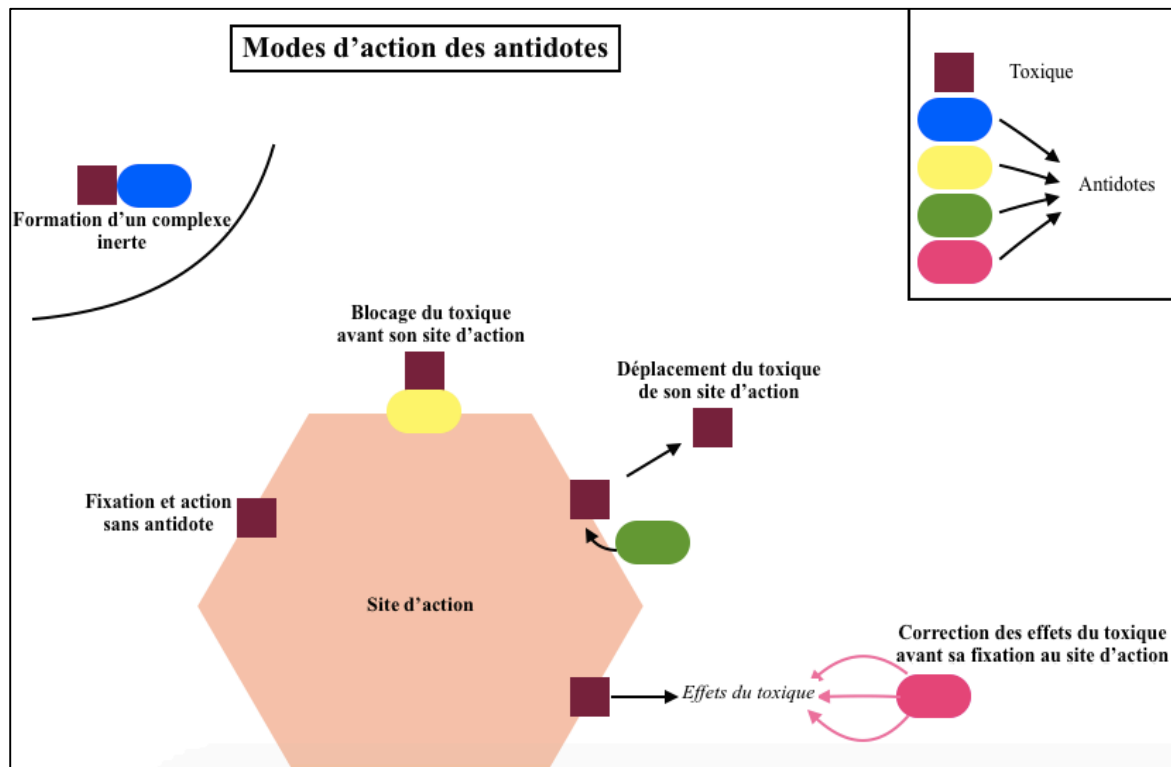 Modes d’action des antidotes
Toxique
Antidotes
Formation d’un complexe
inerte
Blocage du toxique
avant son site d’action
Déplacement du toxique
de son site d’action
Fixation et action
sans antidote
Site d’action
Correction des effets du toxique
avant sa fixation au site d’action
Effets du toxique